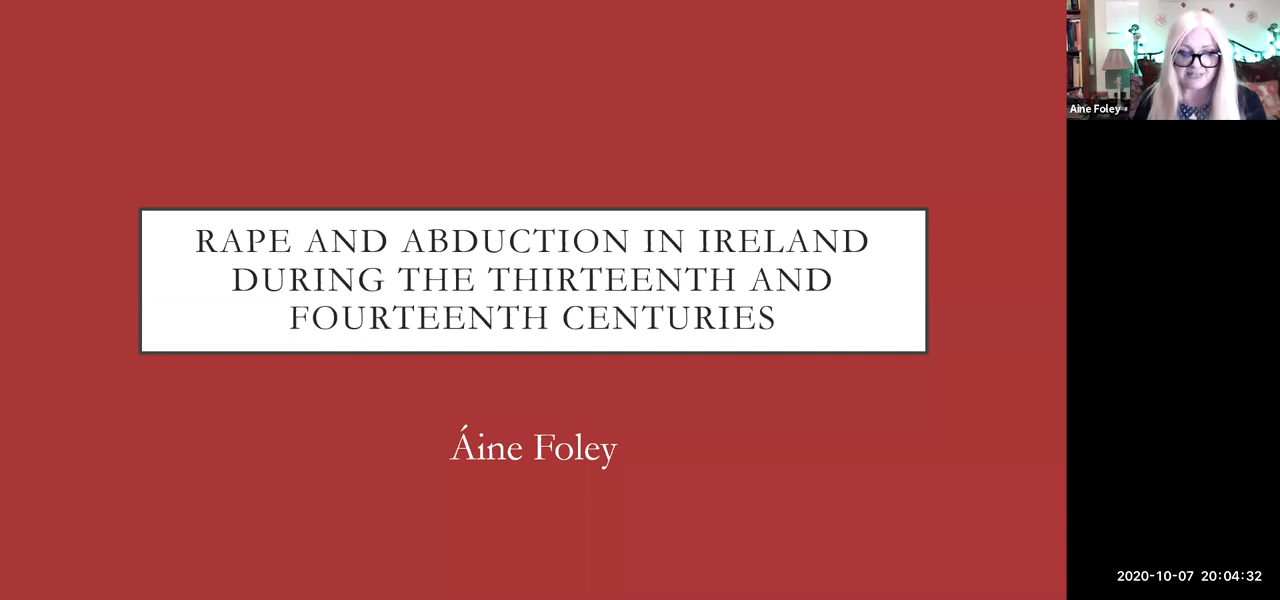 RAPE AND ABDUCTION IN IRELAND
DURING THE THIRTEENTH AND
FOURTEENTH CENTURIES
Áine Foley
Aine Foley
2020-10-07 20:04:32